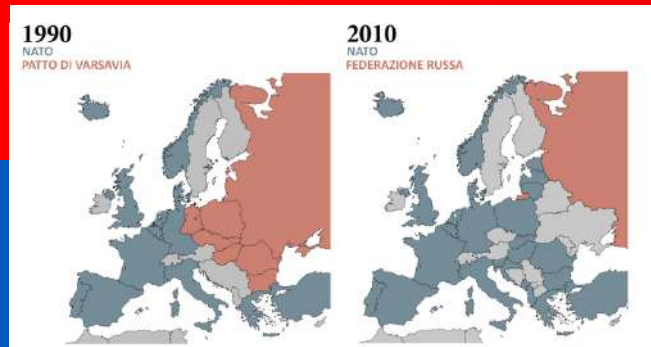 1990
NATO
PATTO DI VARSAVIA
2010
NATO
FEDERAZIONE RUSSA